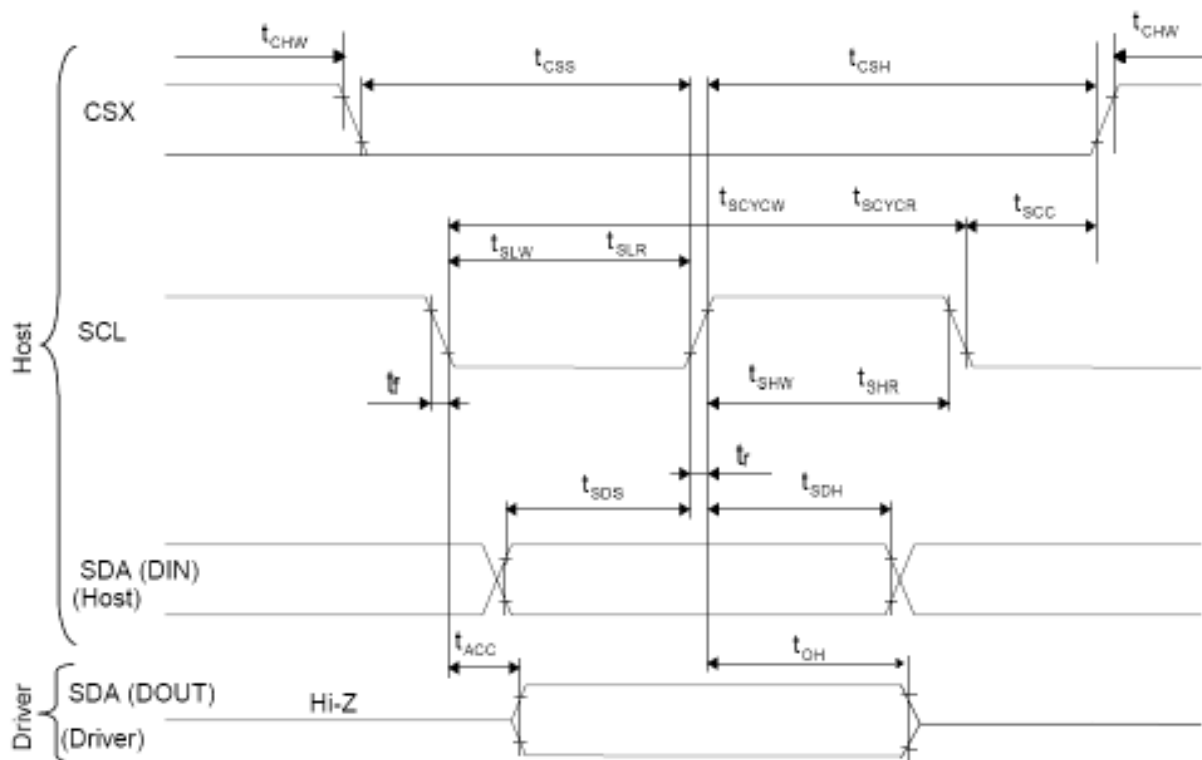 tCHW
tCHW
tCSS
tCSH
CSX
tSCYCW
tSCYCR
tSCC
tSLW
tSLR
Host
SCL
tf
tSHW
tSHR
tr
tSDS
tSDH
SDA (DIN)
(Host)
tACC
tOH
Driver
SDA (DOUT)
Hi-Z
(Driver)